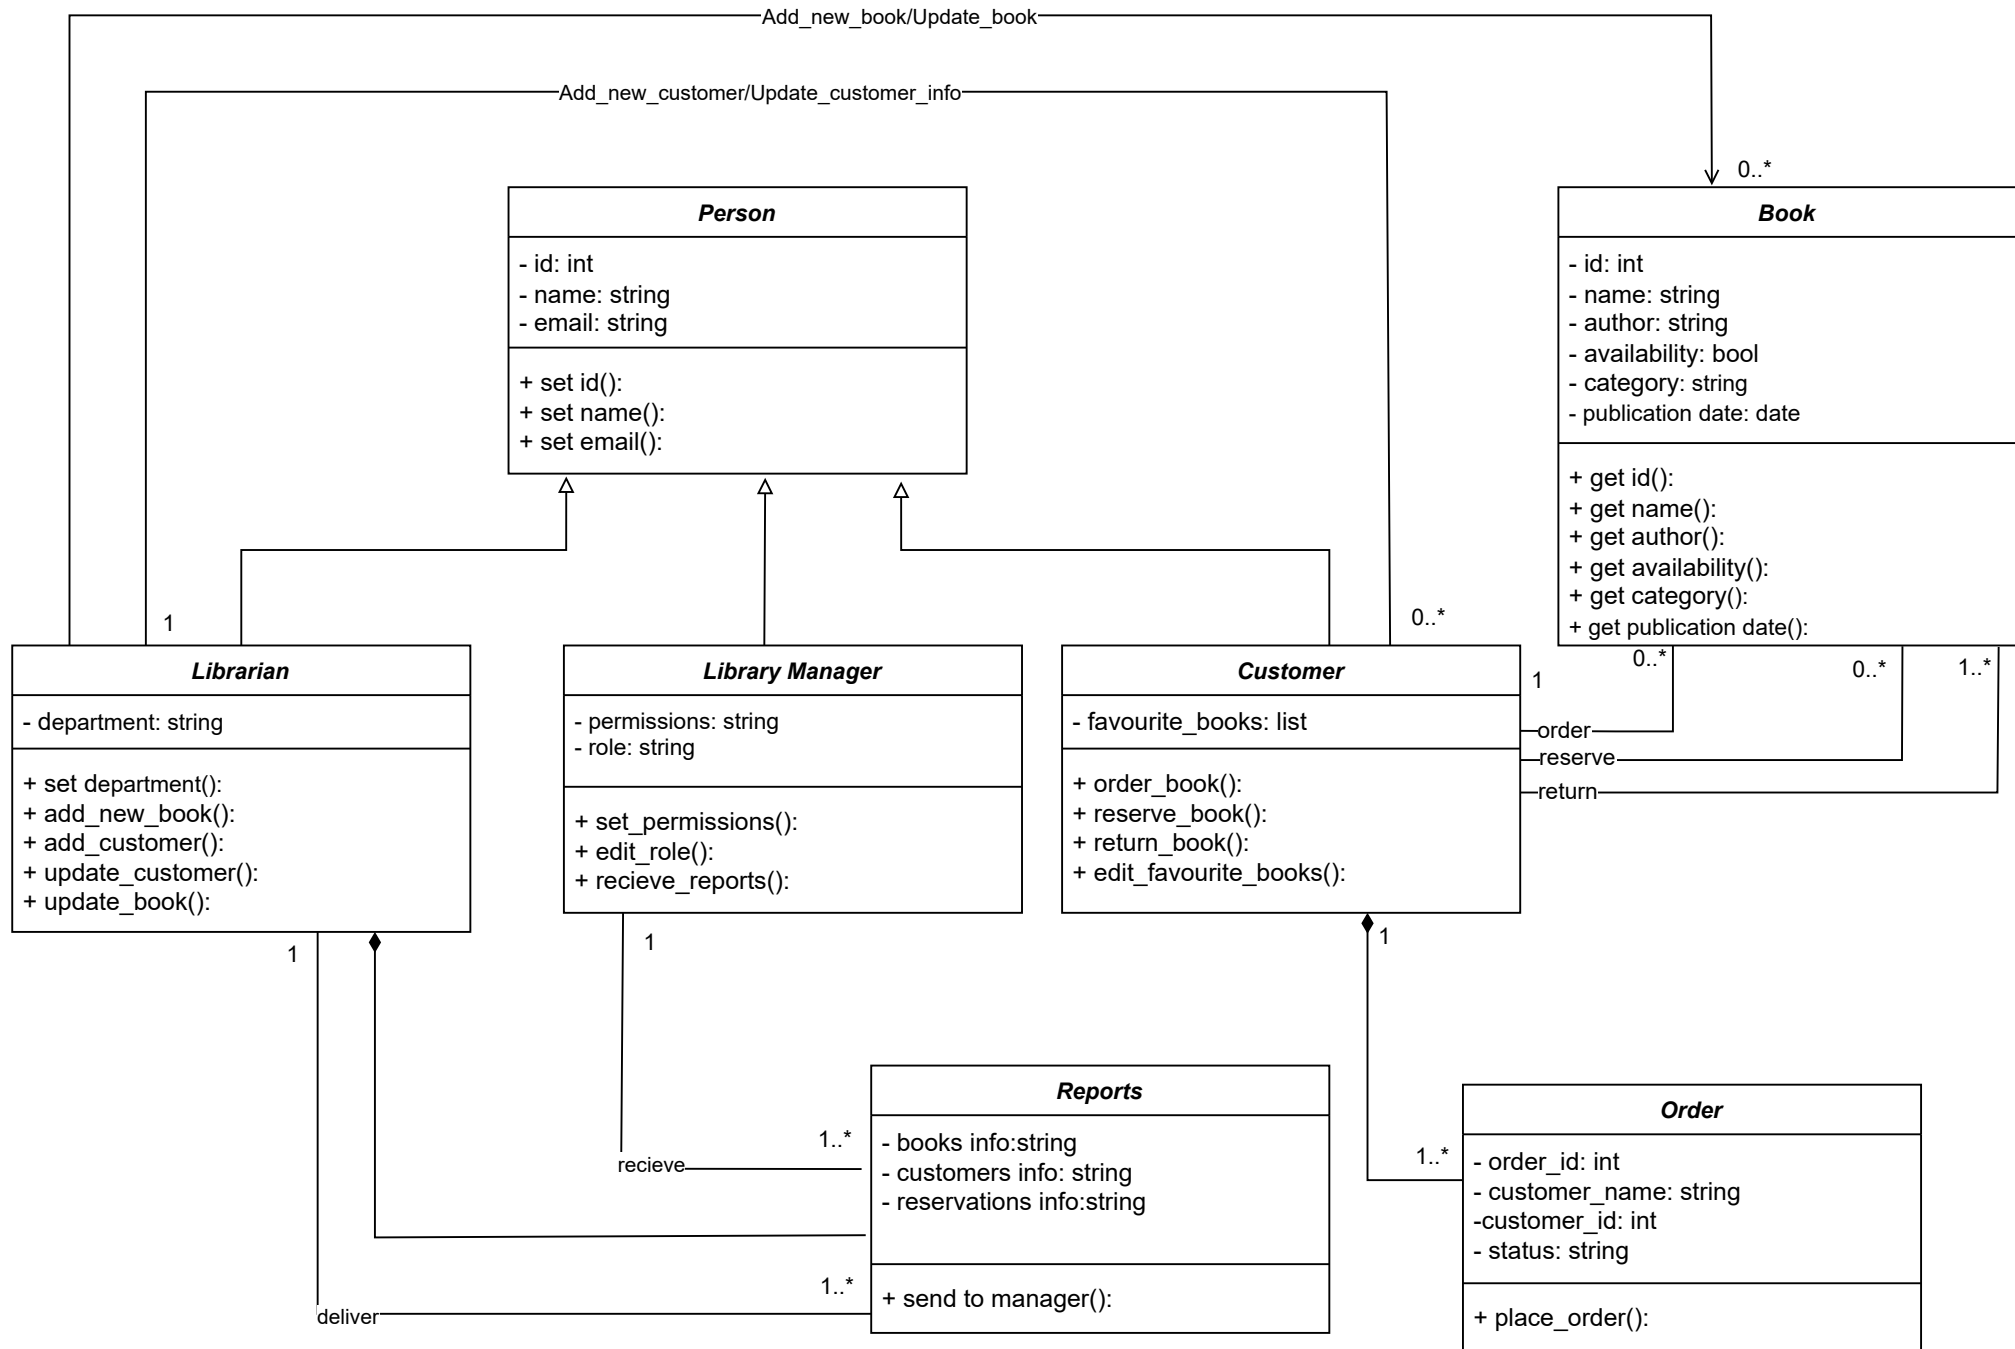 Add_new_book/Update_book
Add_new_customer/Update_customer_info
0..*
Person
- id: int
- name: string
- email: string
+ set id():
+ set name():
+ set email():
Book
- id: int
- name: string
- author: string
- availability: bool
- category: string
- publication date: date
+ get id():
+ get name():
+ get author():
+ get availability():
+ get category():
+ get publication date():
1
0..*
Librarian
- department: string
+ set department():
+ add_new_book():
+ add_customer():
+ update_customer():
+ update_book():
Library Manager
- permissions: string
- role: string
+ set_permissions():
+ edit_role():
+ recieve_reports():
Customer
- favourite_books: list
+ order_book():
+ reserve_book():
+ return_book():
+ edit_favourite_books():
1
0..*
0..*
1..*
order
reserve
return
1
1
1
Reports
- books info:string
- customers info: string
- reservations info:string
+ send to manager():
1..*
recieve
1..*
deliver
1..*
Order
- order_id: int
- customer_name: string
-customer_id: int
- status: string
+ place_order():